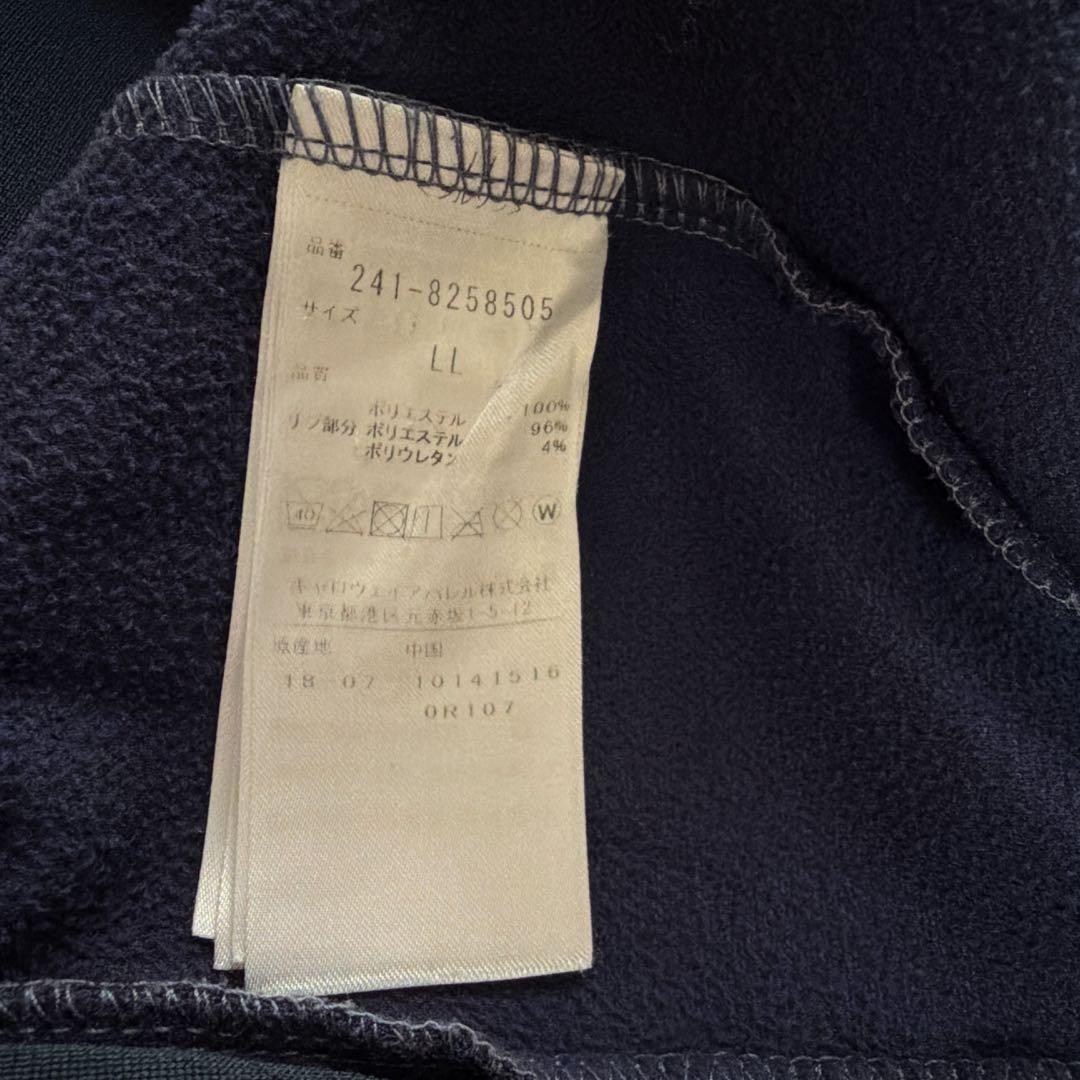 品番
241-8258505
サイズ
LL
品質
ポリエステル 100%
リブ部分 ポリエステル 96%
ポリウレタン 4%
40 W
キャロウェイアパレル株式会社
東京都港区元赤坂1-5-12
原産地 中国
18-07 10141516
0R107